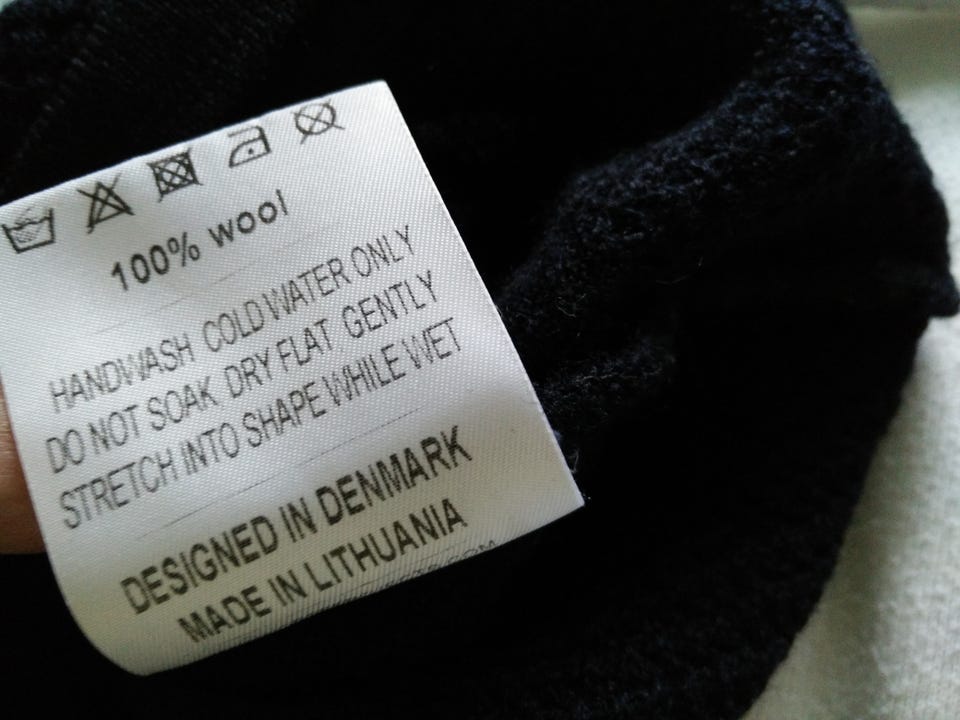 100% wool
HANDWASH COLD WATER ONLY
DO NOT SOAK DRY FLAT GENTLY
STRETCH INTO SHAPE WHILE WET
DESIGNED IN DENMARK
MADE IN LITHUANIA